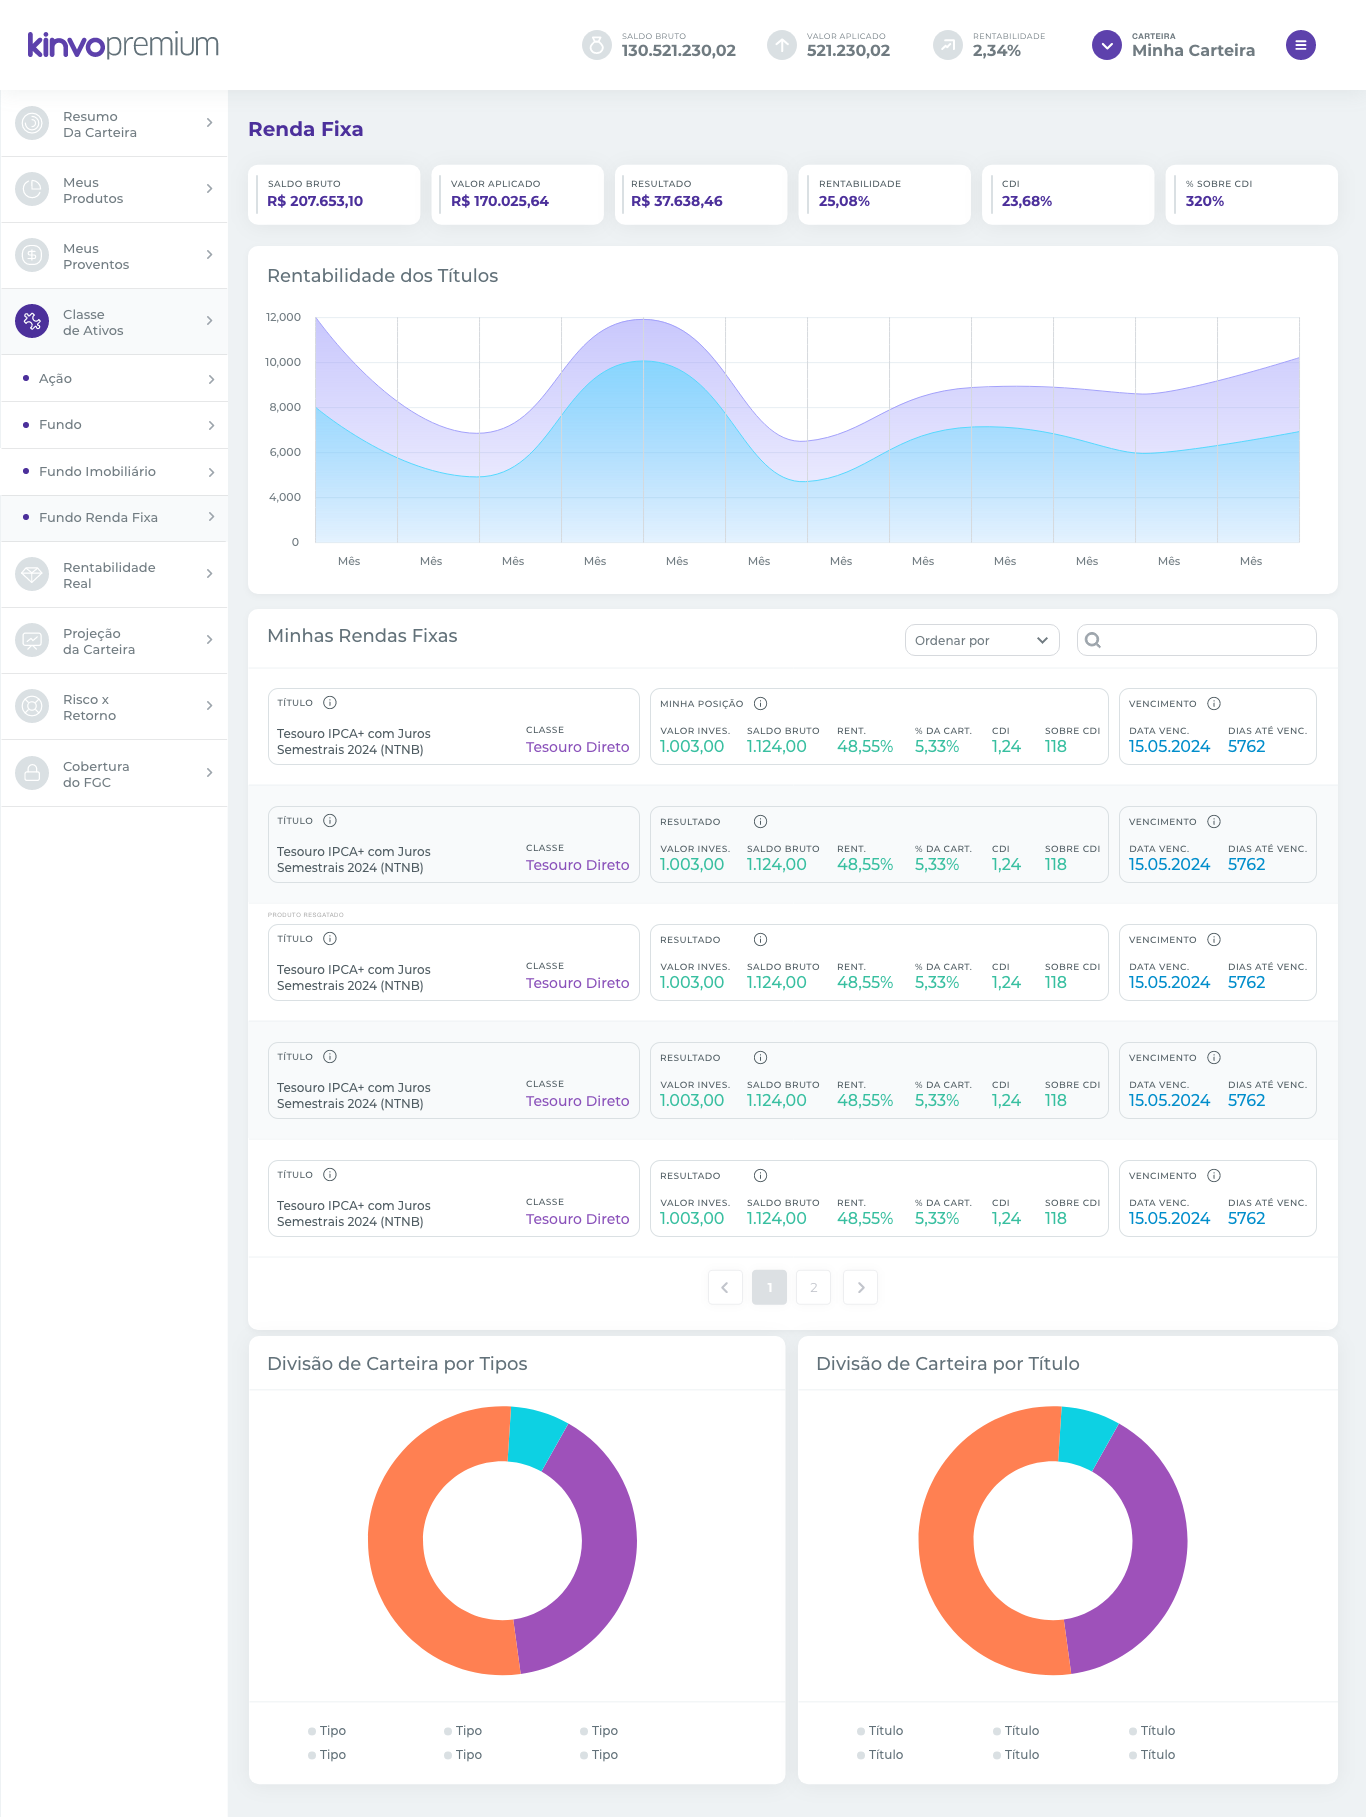 kinvopremium
SALDO BRUTO
130.521.230,02
VALOR APLICADO
521.230,02
RENTABILIDADE
2,34%
CARTEIRA
Minha Carteira
Resumo
Da Carteira
Meus
Produtos
Meus
Proventos
Classe
de Ativos
Ação
Fundo
Fundo Imobiliário
Fundo Renda Fixa
Rentabilidade
Real
Projeção
da Carteira
Risco x
Retorno
Cobertura
do FGC
Renda Fixa
SALDO BRUTO
R$ 207.653,10
VALOR APLICADO
R$ 170.025,64
RESULTADO
R$ 37.638,46
RENTABILIDADE
25,08%
CDI
23,68%
% SOBRE CDI
320%
Rentabilidade dos Títulos
12,000
10,000
8,000
6,000
4,000
0
Mês Mês Mês Mês Mês Mês Mês Mês Mês Mês Mês Mês
Minhas Rendas Fixas
Ordenar por
TÍTULO
Tesouro IPCA+ com Juros
Semestrais 2024 (NTNB)
CLASSE
Tesouro Direto
MINHA POSIÇÃO
VALOR INVES. SALDO BRUTO RENT. % DA CART. CDI SOBRE CDI
1.003,00 1.124,00 48,55% 5,33% 1,24 118
VENCIMENTO
DATA VENC. DIAS ATÉ VENC.
15.05.2024 5762
TÍTULO
Tesouro IPCA+ com Juros
Semestrais 2024 (NTNB)
CLASSE
Tesouro Direto
RESULTADO
VALOR INVES. SALDO BRUTO RENT. % DA CART. CDI SOBRE CDI
1.003,00 1.124,00 48,55% 5,33% 1,24 118
VENCIMENTO
DATA VENC. DIAS ATÉ VENC.
15.05.2024 5762
PRODUTO RESGATADO
TÍTULO
Tesouro IPCA+ com Juros
Semestrais 2024 (NTNB)
CLASSE
Tesouro Direto
RESULTADO
VALOR INVES. SALDO BRUTO RENT. % DA CART. CDI SOBRE CDI
1.003,00 1.124,00 48,55% 5,33% 1,24 118
VENCIMENTO
DATA VENC. DIAS ATÉ VENC.
15.05.2024 5762
TÍTULO
Tesouro IPCA+ com Juros
Semestrais 2024 (NTNB)
CLASSE
Tesouro Direto
RESULTADO
VALOR INVES. SALDO BRUTO RENT. % DA CART. CDI SOBRE CDI
1.003,00 1.124,00 48,55% 5,33% 1,24 118
VENCIMENTO
DATA VENC. DIAS ATÉ VENC.
15.05.2024 5762
TÍTULO
Tesouro IPCA+ com Juros
Semestrais 2024 (NTNB)
CLASSE
Tesouro Direto
RESULTADO
VALOR INVES. SALDO BRUTO RENT. % DA CART. CDI SOBRE CDI
1.003,00 1.124,00 48,55% 5,33% 1,24 118
VENCIMENTO
DATA VENC. DIAS ATÉ VENC.
15.05.2024 5762
1 2
Divisão de Carteira por Tipos
Tipo Tipo Tipo
Tipo Tipo Tipo
Divisão de Carteira por Título
Título Título Título
Título Título Título